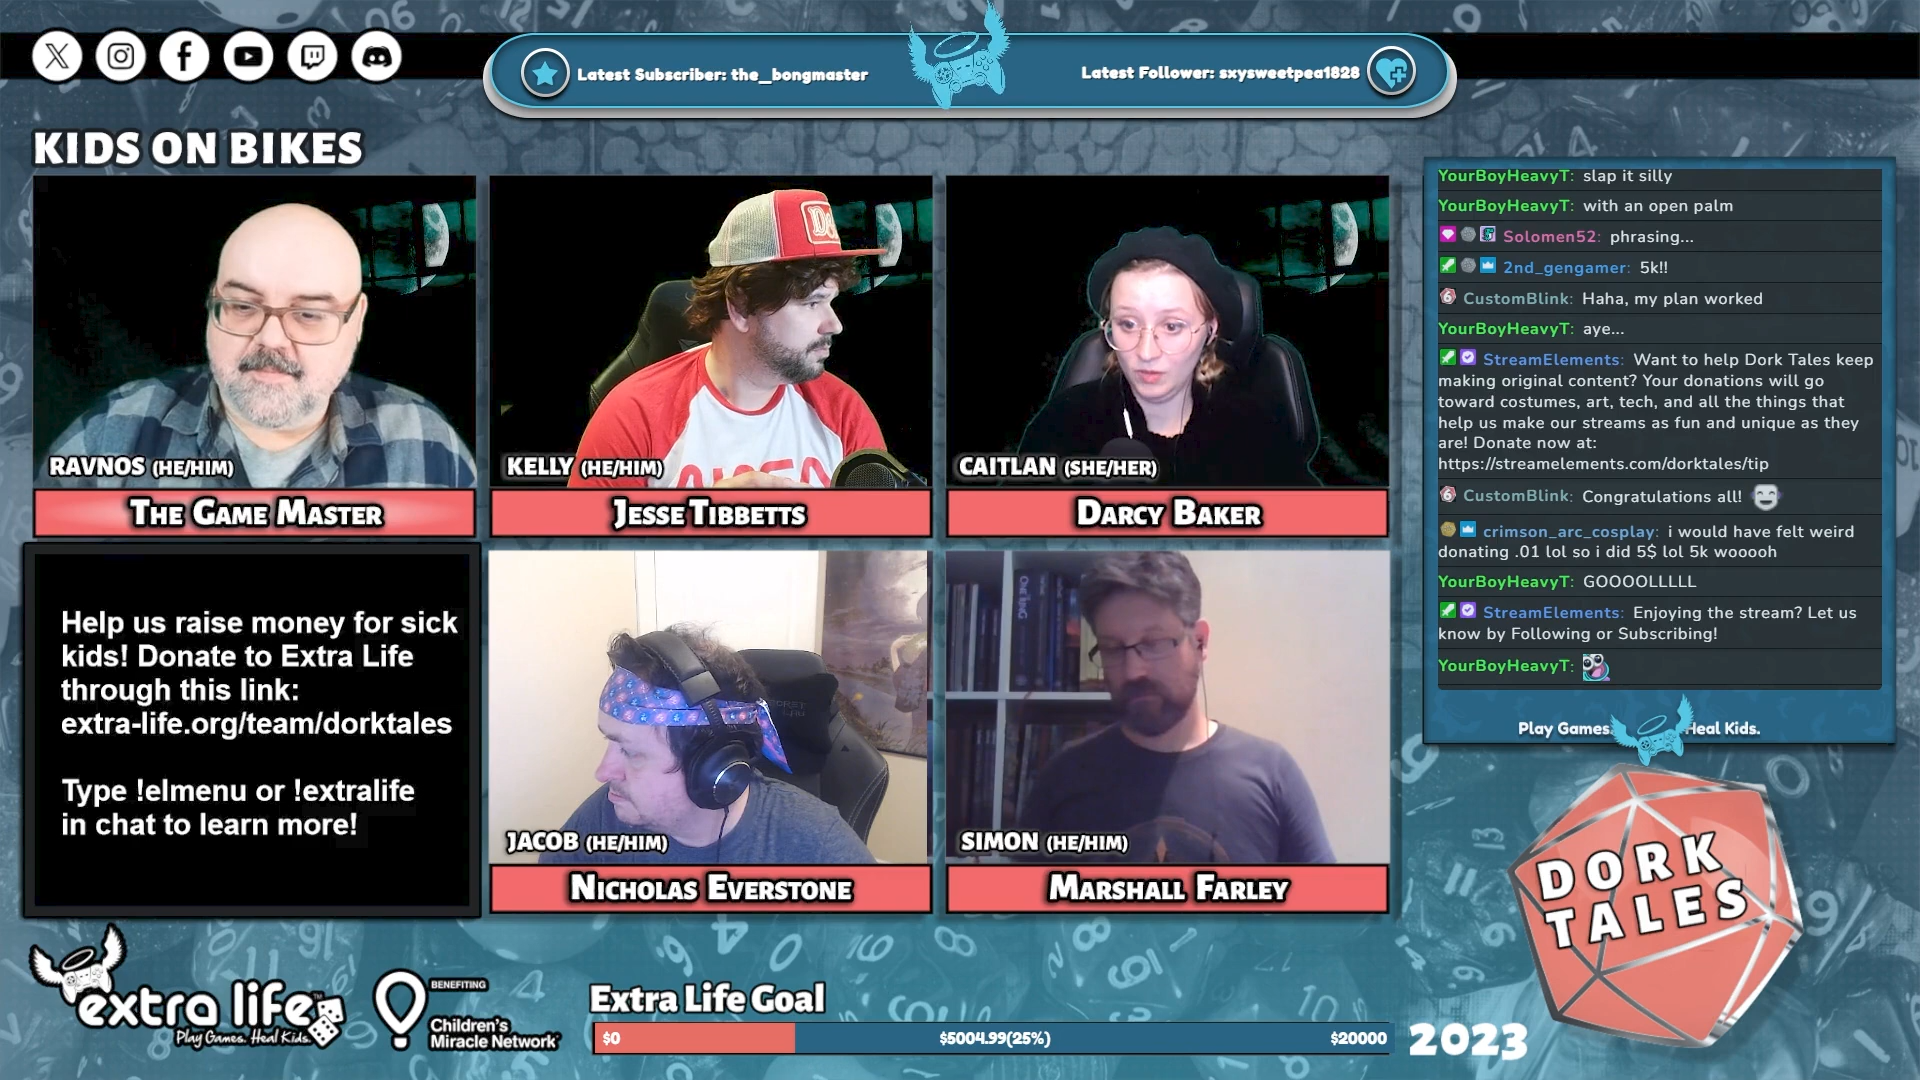 Latest Subscriber: the_bongmaster
Latest Follower: sxysweetpea1828
KIDS ON BIKES
RAVNOS (HE/HIM)
THE GAME MASTER
KELLY (HE/HIM)
JESSE TIBBETTS
CAITLAN (SHE/HER)
DARCY BAKER
Help us raise money for sick
kids! Donate to Extra Life
through this link:
extra-life.org/team/dorktales
Type !elmenu or !extralife
in chat to learn more!
JACOB (HE/HIM)
NICHOLAS EVERSTONE
SIMON (HE/HIM)
MARSHALL FARLEY
YourBoyHeavyT: slap it silly
YourBoyHeavyT: with an open palm
Solomen52: phrasing...
2nd_gengamer: 5k!!
CustomBlink: Haha, my plan worked
YourBoyHeavyT: aye...
StreamElements: Want to help Dork Tales keep
making original content? Your donations will go
toward costumes, art, tech, and all the things that
help us make our streams as fun and unique as they
are! Donate now at:
https://streamelements.com/dorktales/tip
CustomBlink: Congratulations all!
crimson_arc_cosplay: i would have felt weird
donating .01 lol so i did 5$ lol 5k wooooh
YourBoyHeavyT: GOOOOLLLLL
StreamElements: Enjoying the stream? Let us
know by Following or Subscribing!
YourBoyHeavyT:
Play Games. Heal Kids.
DORK
TALES
extra life
Play Games. Heal Kids.
BENEFITING
Children's
Miracle Network
Extra Life Goal
$0
$5004.99(25%)
$20000
2023